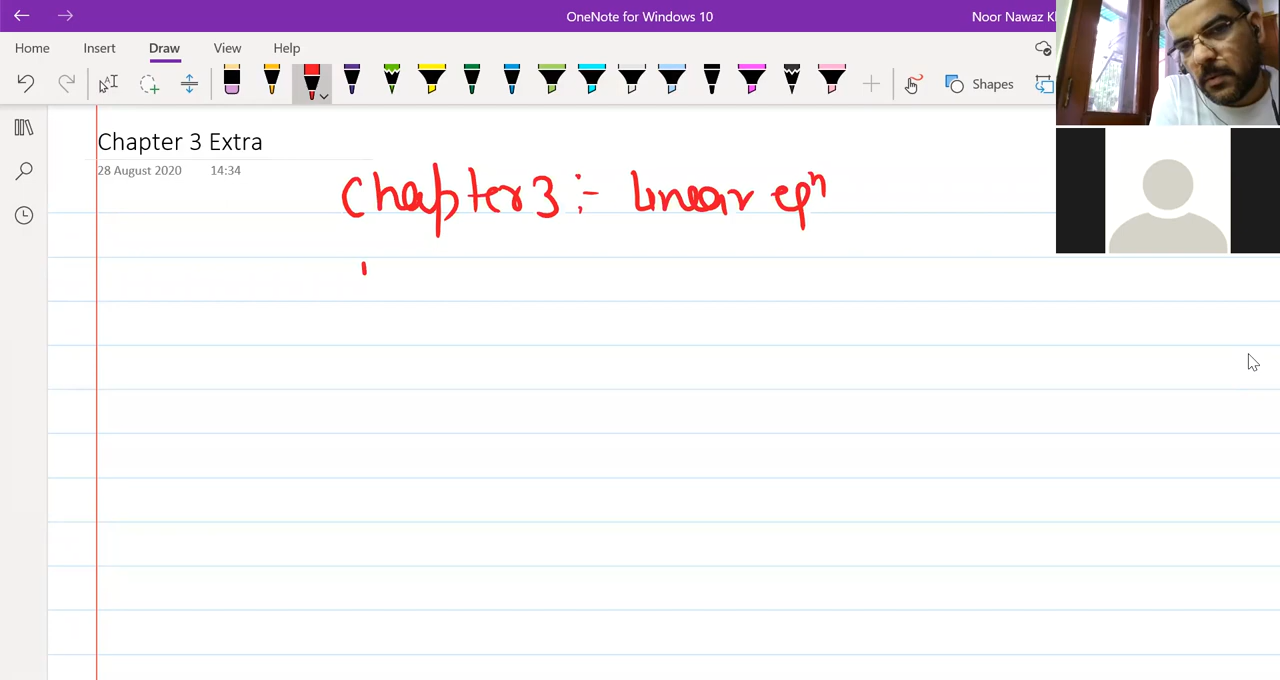 OneNote for Windows 10
Noor Nawaz Kh
Home Insert Draw View Help
Shapes
Chapter 3 Extra
28 August 2020 14:34
Chapter 3 :- Linear eqⁿ